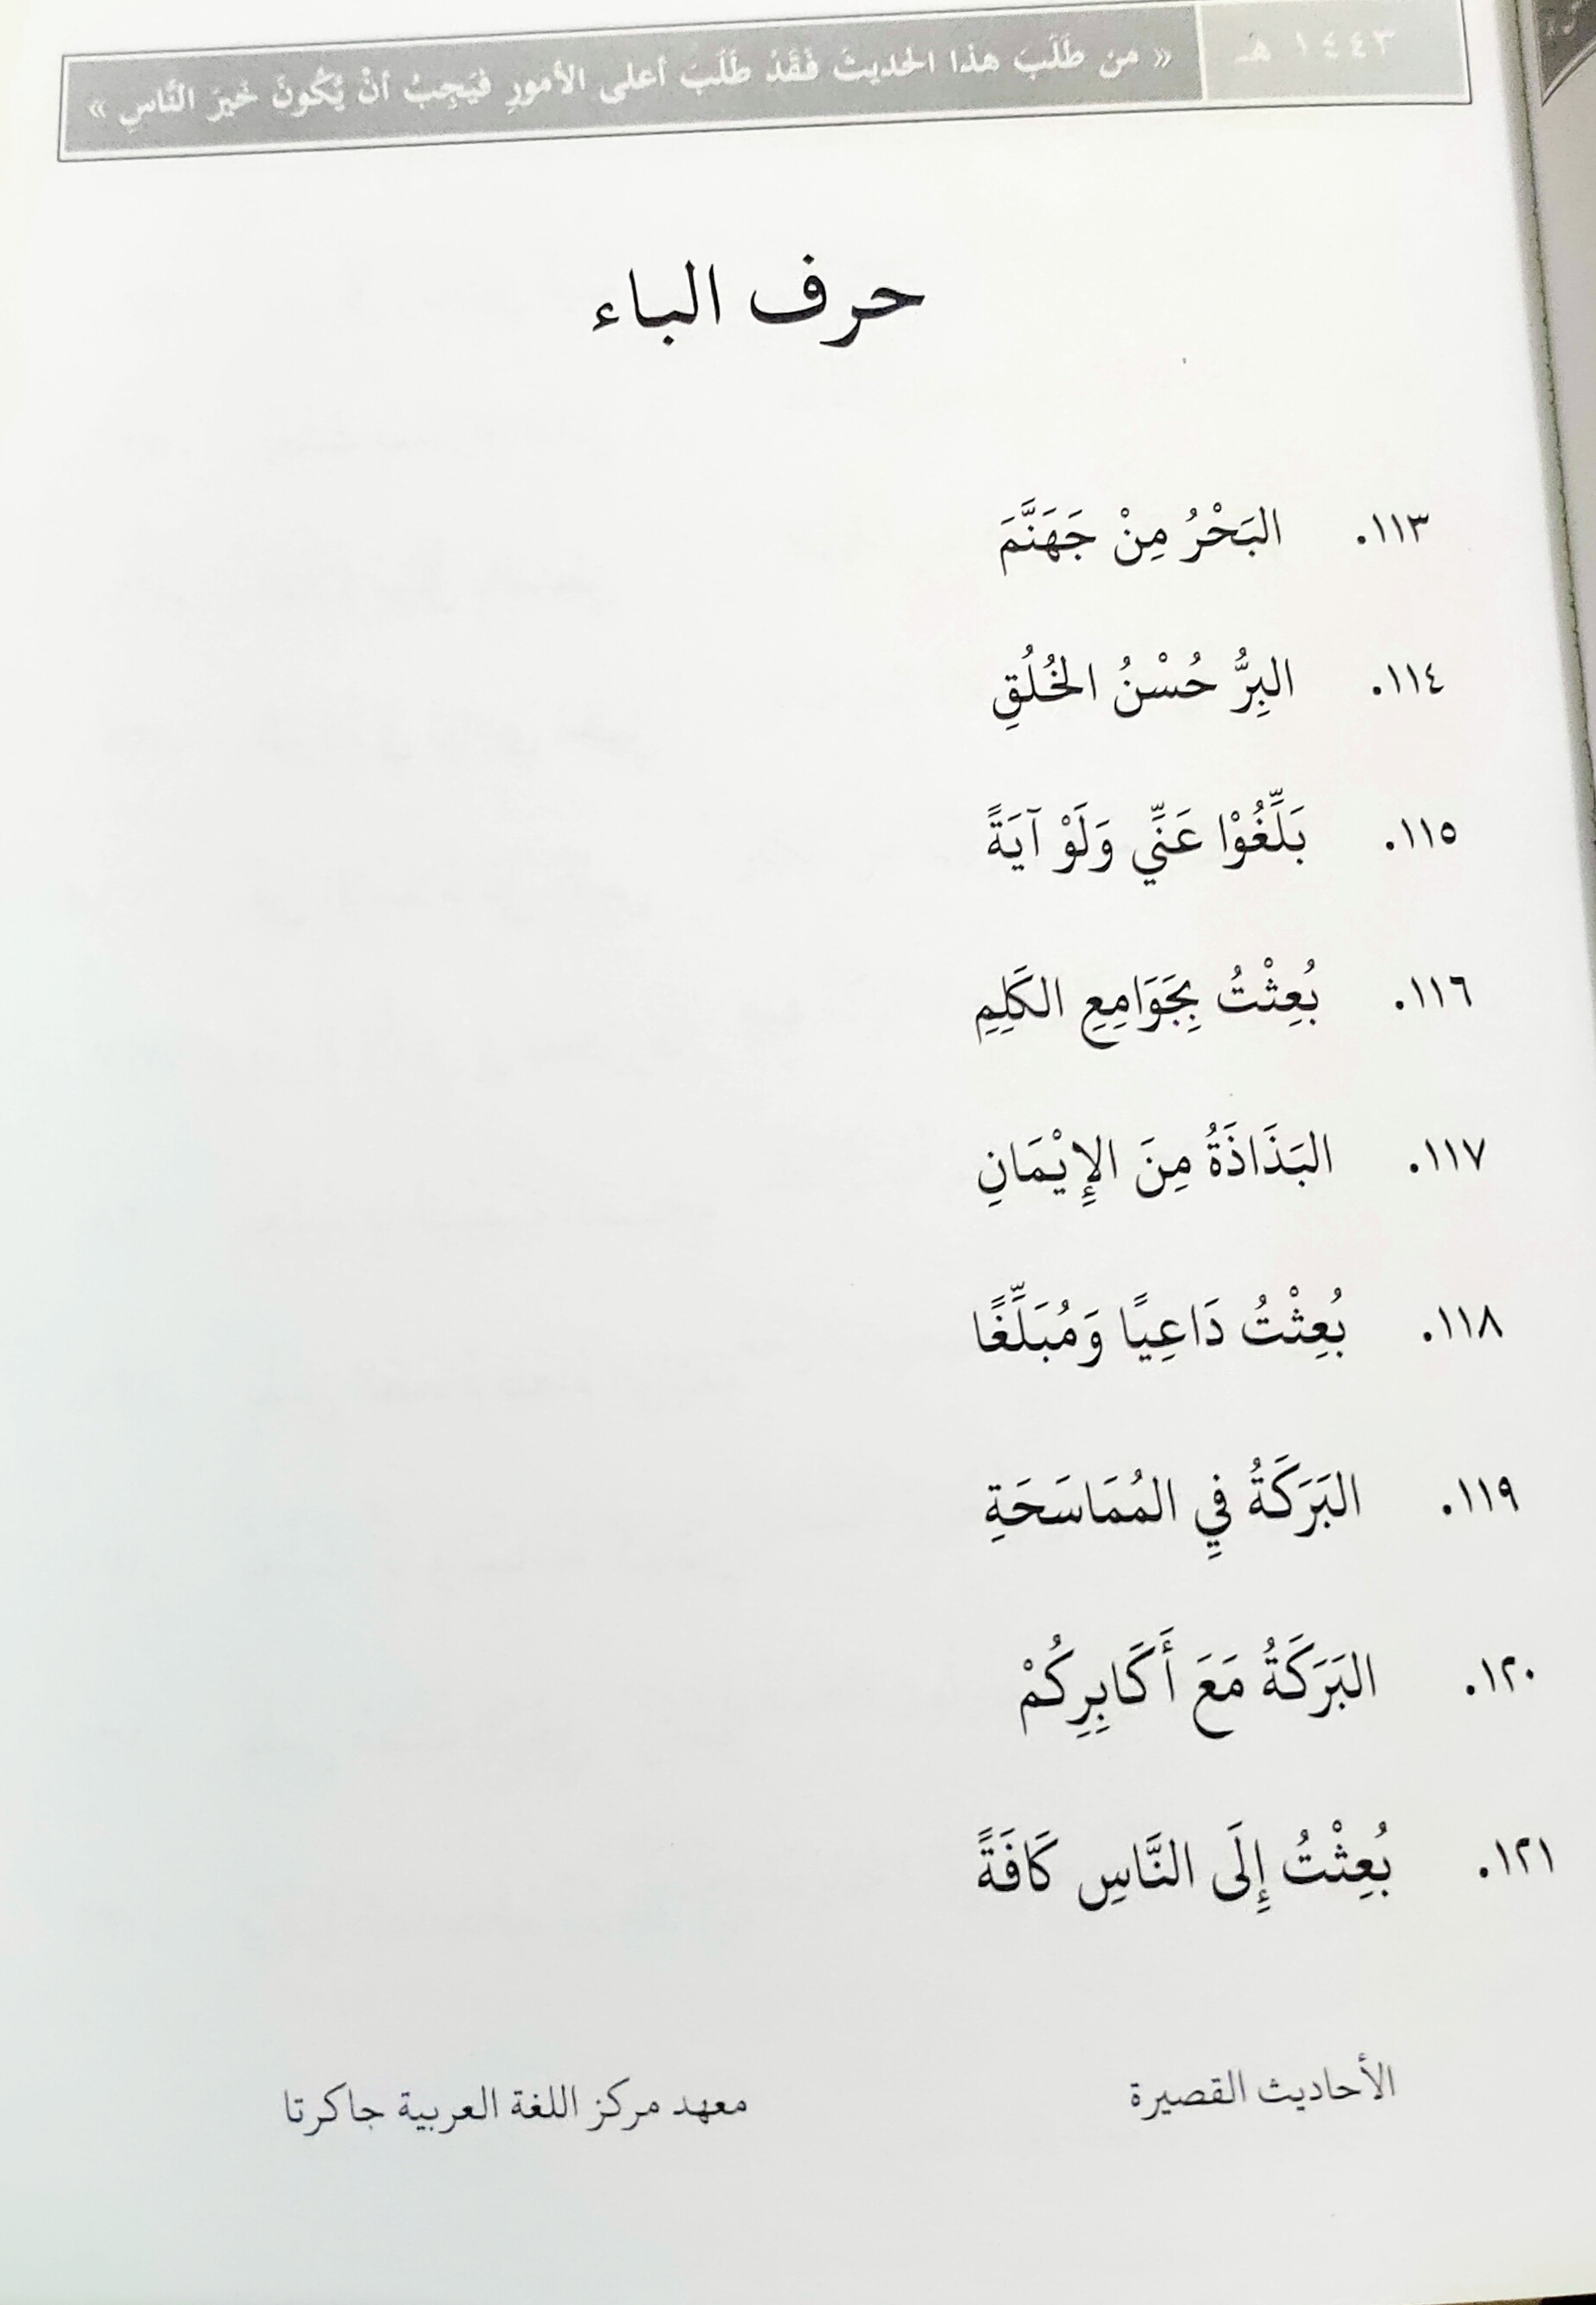 ١٤٤٣ هـ « من طَلَبَ هذا الحديثَ فَقَدْ طَلَبَ أعلى الأمورِ فيَجِبُ أنْ يَكُونَ خَيرَ النَّاسِ »
حرف الباء
١١٣. البَحْرُ مِنْ جَهَنَّمَ
١١٤. البِرُّ حُسْنُ الخُلُقِ
١١٥. بَلِّغُوْا عَنِّي وَلَوْ آيَةً
١١٦. بُعِثْتُ بِجَوَامِعِ الكَلِمِ
١١٧. البَذَاذَةُ مِنَ الإِيْمَانِ
١١٨. بُعِثْتُ دَاعِيًا وَمُبَلِّغًا
١١٩. البَرَكَةُ فِي المُمَاسَحَةِ
١٢٠. البَرَكَةُ مَعَ أَكَابِرِكُمْ
١٢١. بُعِثْتُ إِلَى النَّاسِ كَافَةً
الأحاديث القصيرة معهد مركز اللغة العربية جاكرتا